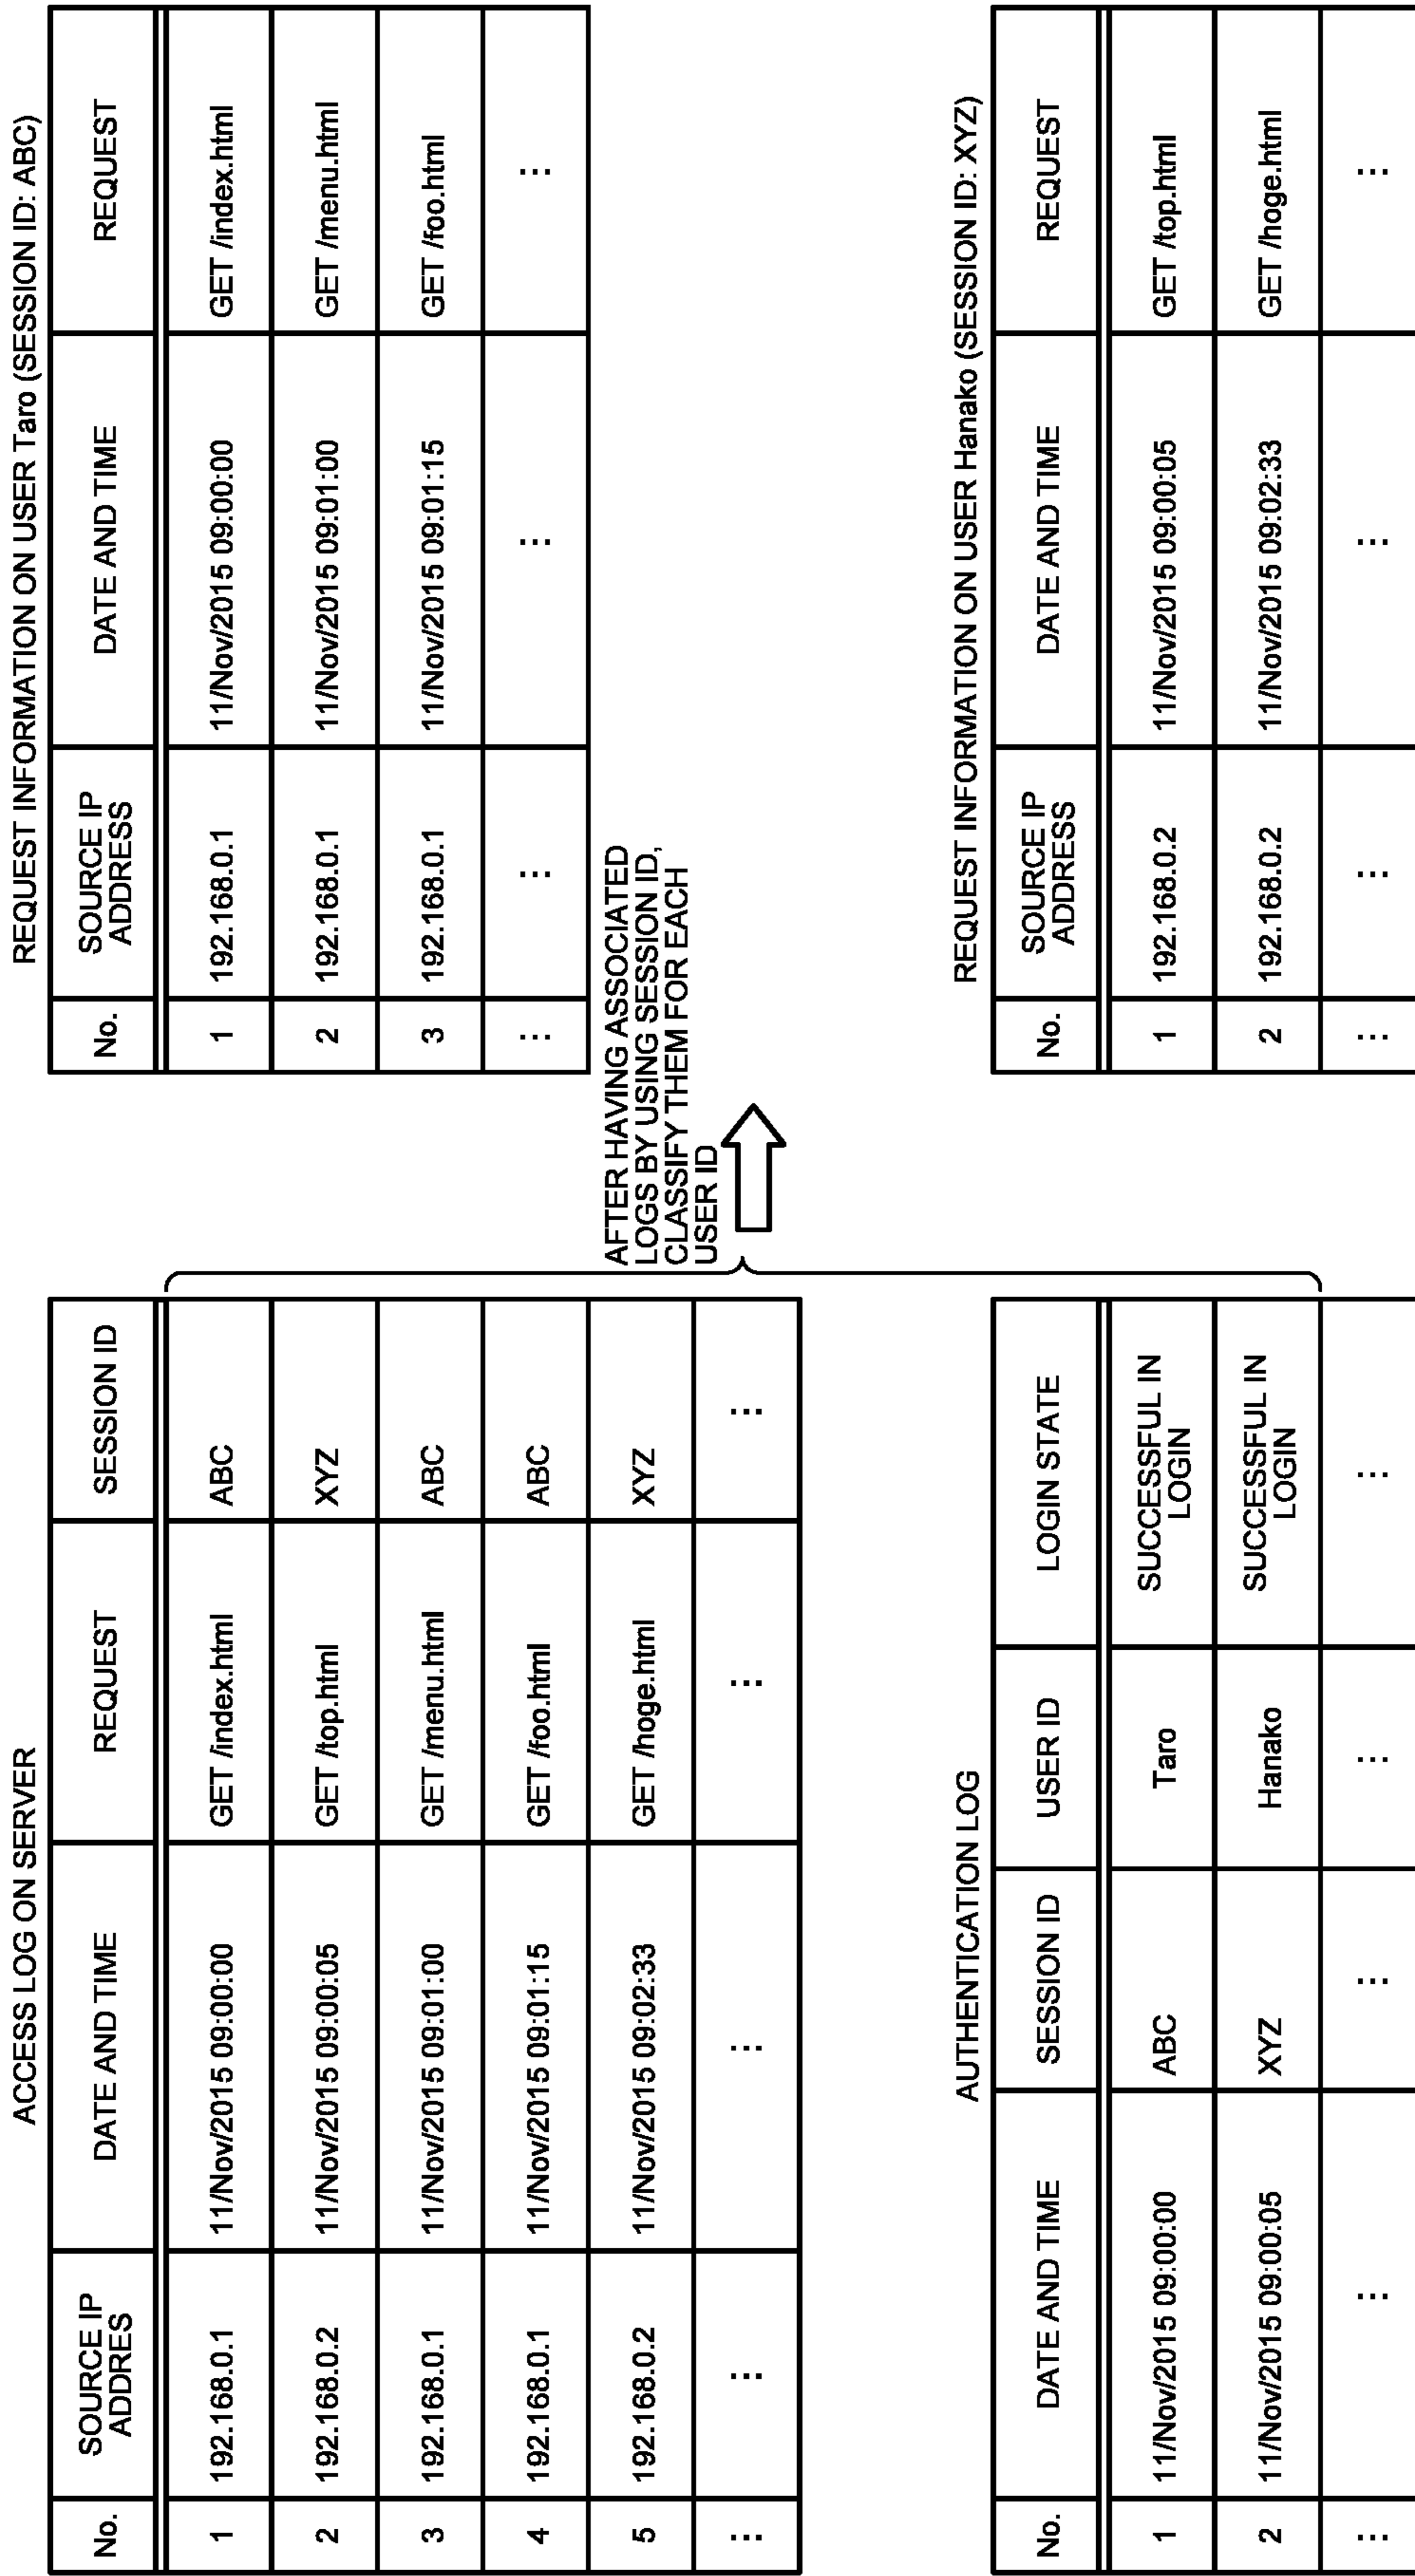 ACCESS LOG ON SERVER
No. SOURCE IP ADDRES DATE AND TIME REQUEST SESSION ID
1 192.168.0.1 11/Nov/2015 09:00:00 GET /index.html ABC
2 192.168.0.2 11/Nov/2015 09:00:05 GET /top.html XYZ
3 192.168.0.1 11/Nov/2015 09:01:00 GET /menu.html ABC
4 192.168.0.1 11/Nov/2015 09:01:15 GET /foo.html ABC
5 192.168.0.2 11/Nov/2015 09:02:33 GET /hoge.html XYZ
... ... ... ... ...
AUTHENTICATION LOG
No. DATE AND TIME SESSION ID USER ID LOGIN STATE
1 11/Nov/2015 09:00:00 ABC Taro SUCCESSFUL IN LOGIN
2 11/Nov/2015 09:00:05 XYZ Hanako SUCCESSFUL IN LOGIN
... ... ... ... ...
AFTER HAVING ASSOCIATED
LOGS BY USING SESSION ID,
CLASSIFY THEM FOR EACH
USER ID
REQUEST INFORMATION ON USER Taro (SESSION ID: ABC)
No. SOURCE IP ADDRESS DATE AND TIME REQUEST
1 192.168.0.1 11/Nov/2015 09:00:00 GET /index.html
2 192.168.0.1 11/Nov/2015 09:01:00 GET /menu.html
3 192.168.0.1 11/Nov/2015 09:01:15 GET /foo.html
... ... ... ...
REQUEST INFORMATION ON USER Hanako (SESSION ID: XYZ)
No. SOURCE IP ADDRESS DATE AND TIME REQUEST
1 192.168.0.2 11/Nov/2015 09:00:05 GET /top.html
2 192.168.0.2 11/Nov/2015 09:02:33 GET /hoge.html
... ... ... ...